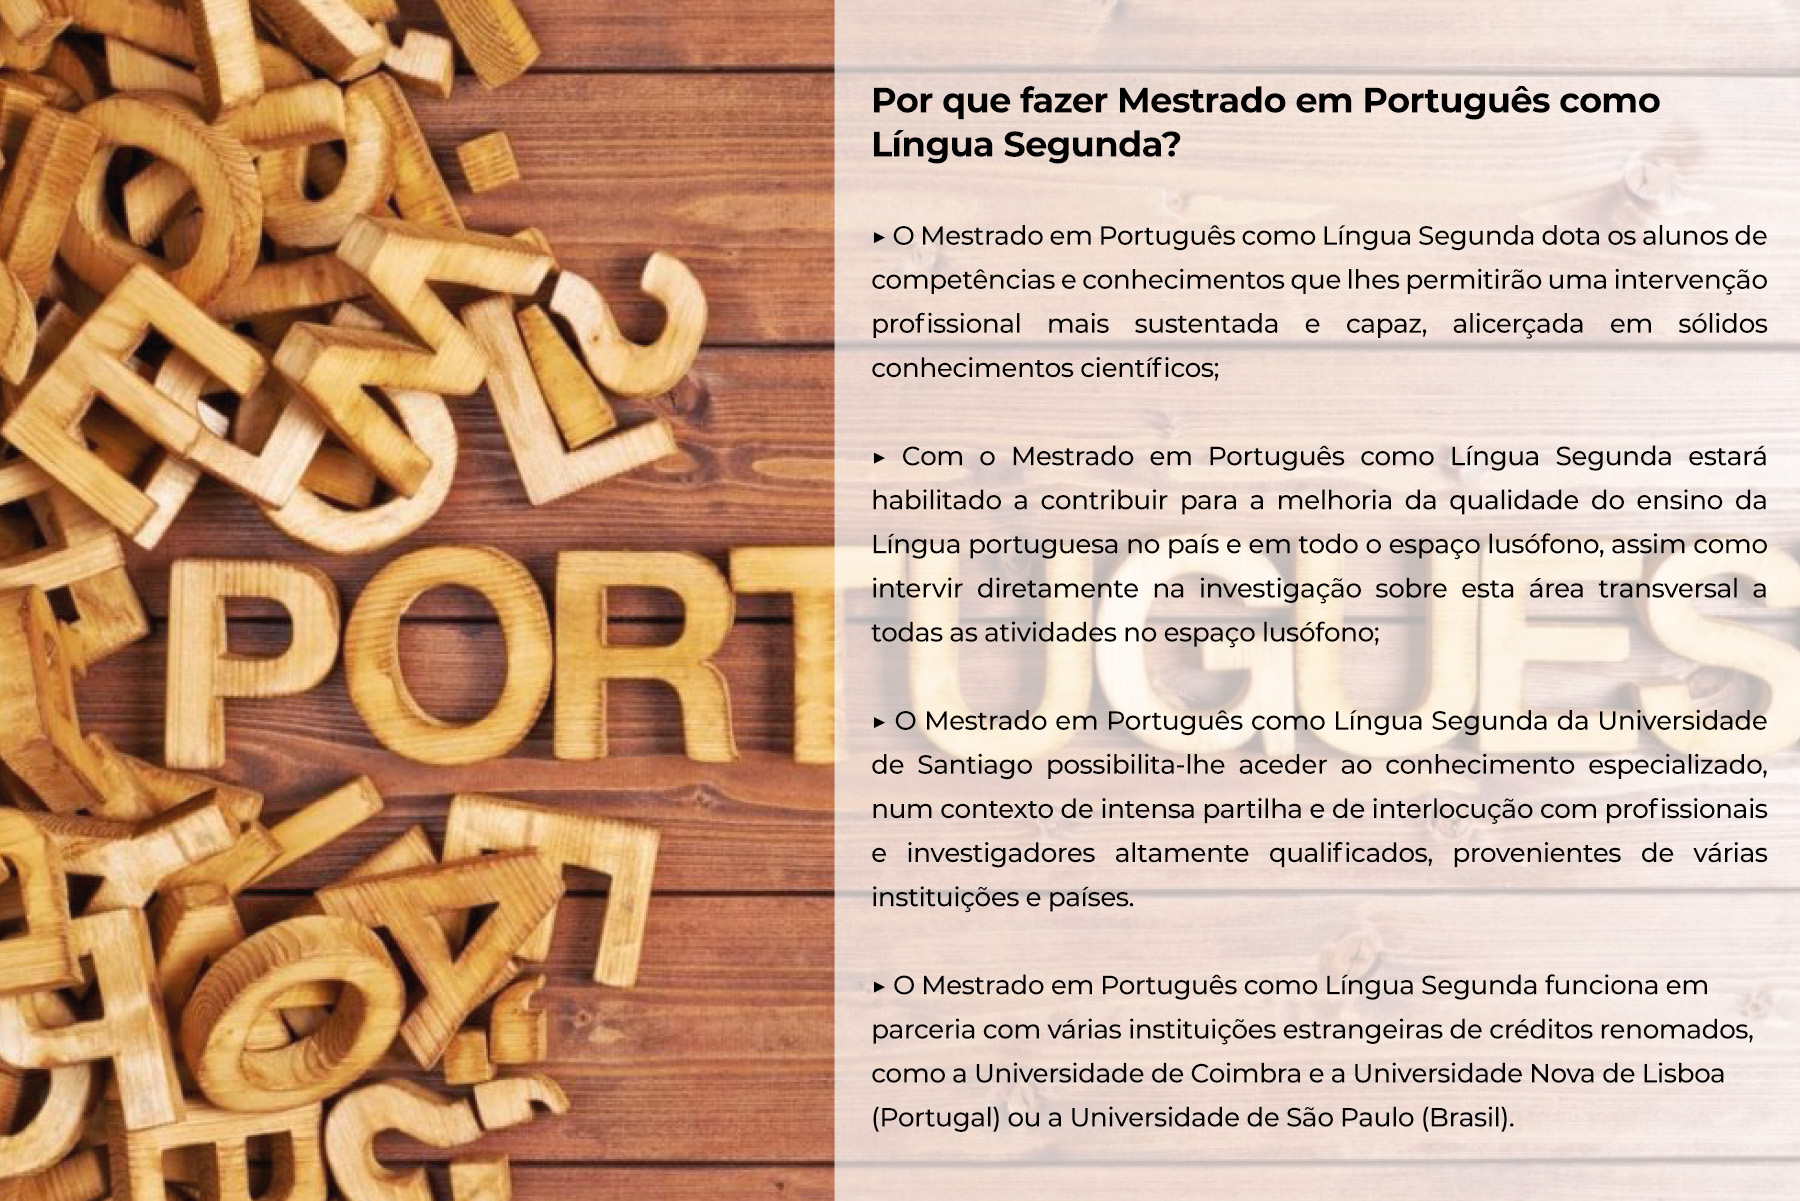 Por que fazer Mestrado em Português como
Língua Segunda?
▸ O Mestrado em Português como Língua Segunda dota os alunos de
competências e conhecimentos que lhes permitirão uma intervenção
profissional mais sustentada e capaz, alicerçada em sólidos
conhecimentos científicos;
▸ Com o Mestrado em Português como Língua Segunda estará
habilitado a contribuir para a melhoria da qualidade do ensino da
Língua portuguesa no país e em todo o espaço lusófono, assim como
intervir diretamente na investigação sobre esta área transversal a
todas as atividades no espaço lusófono;
▸ O Mestrado em Português como Língua Segunda da Universidade
de Santiago possibilita-lhe aceder ao conhecimento especializado,
num contexto de intensa partilha e de interlocução com profissionais
e investigadores altamente qualificados, provenientes de várias
instituições e países.
▸ O Mestrado em Português como Língua Segunda funciona em
parceria com várias instituições estrangeiras de créditos renomados,
como a Universidade de Coimbra e a Universidade Nova de Lisboa
(Portugal) ou a Universidade de São Paulo (Brasil).
PORTUGUES